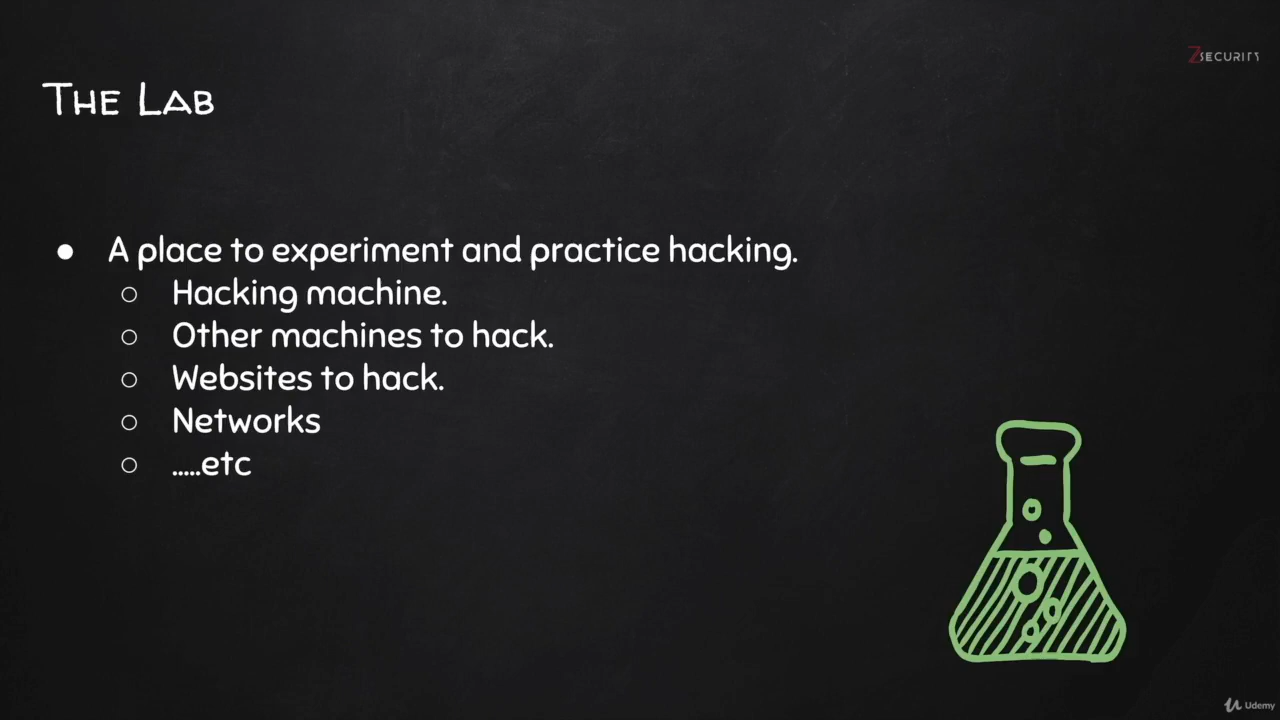 ZSECURITY
THE LAB
● A place to experiment and practice hacking.
○ Hacking machine.
○ Other machines to hack.
○ Websites to hack.
○ Networks
○ .....etc
Udemy